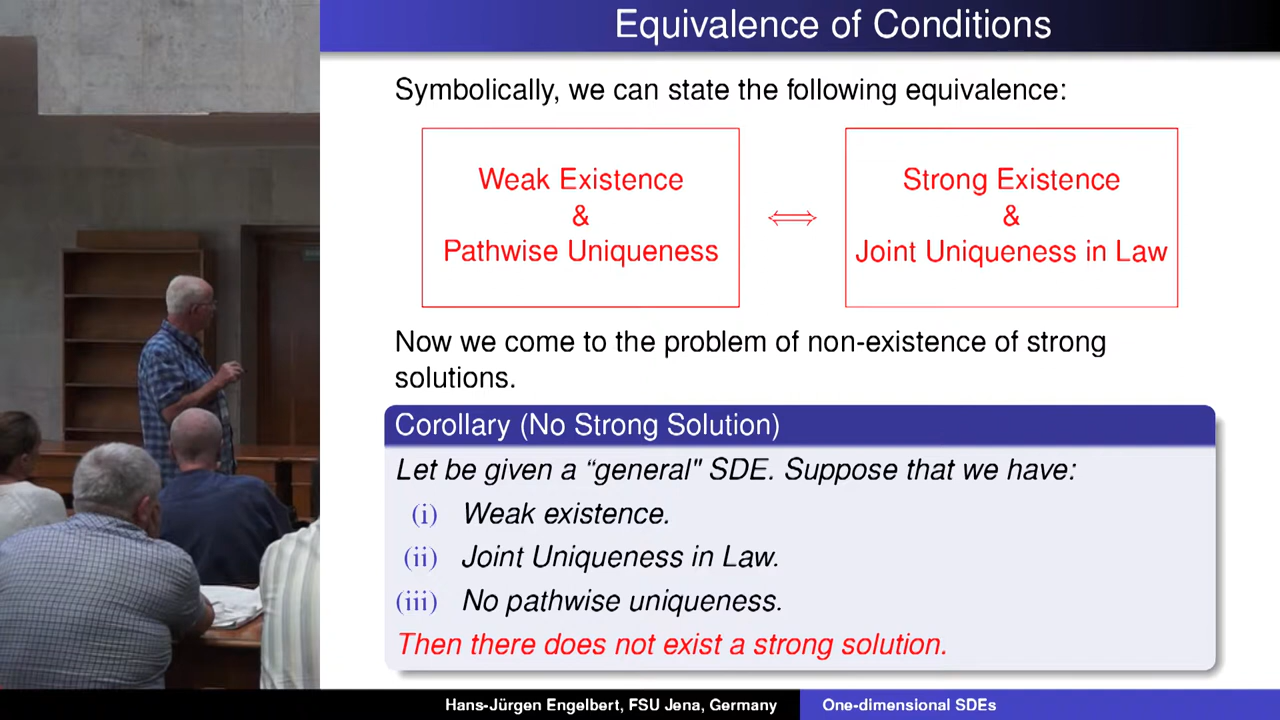 Equivalence of Conditions
Symbolically, we can state the following equivalence:
Weak Existence
&
Pathwise Uniqueness
⟺
Strong Existence
&
Joint Uniqueness in Law
Now we come to the problem of non-existence of strong
solutions.
Corollary (No Strong Solution)
Let be given a “general" SDE. Suppose that we have:
(i) Weak existence.
(ii) Joint Uniqueness in Law.
(iii) No pathwise uniqueness.
Then there does not exist a strong solution.
Hans-Jürgen Engelbert, FSU Jena, Germany
One-dimensional SDEs